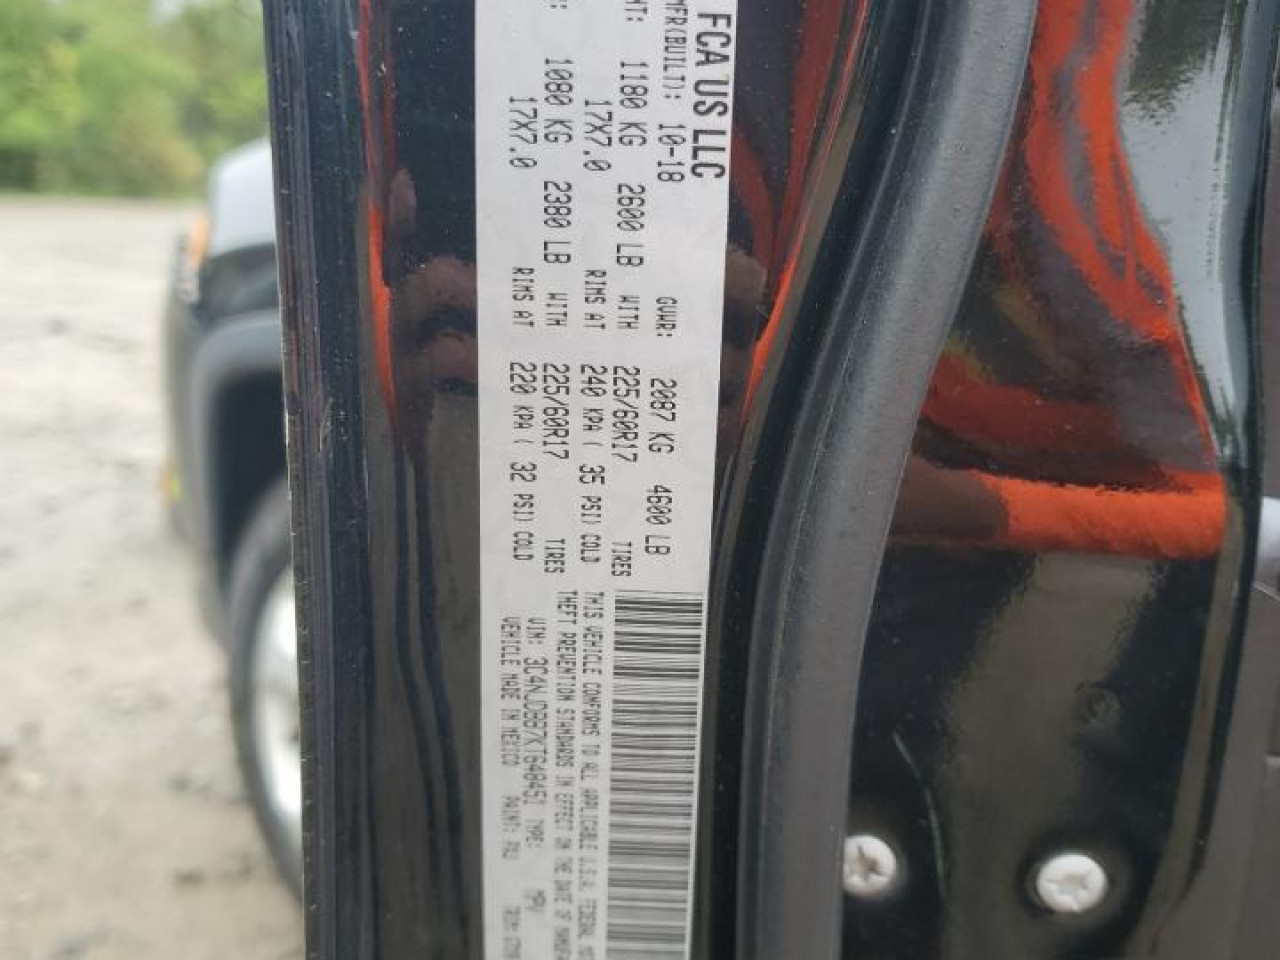 FCA US LLC
MFR(BUILT): 10-18 GVWR: 2087 KG 4600 LB
NT: 1180 KG 2600 LB WITH 225/60R17 TIRES
17X7.0 RIMS AT 240 KPA ( 35 PSI) COLD
: 1080 KG 2380 LB WITH 225/60R17 TIRES
17X7.0 RIMS AT 220 KPA ( 32 PSI) COLD
THIS VEHICLE CONFORMS TO ALL APPLICABLE U.S.A. FEDERAL
THEFT PREVENTION STANDARDS IN EFFECT ON THE DATE OF
VIN: 3C4NJDBB7KT648451 TYPE: MPV
VEHICLE MADE IN MEXICO PAINT: TRIM: